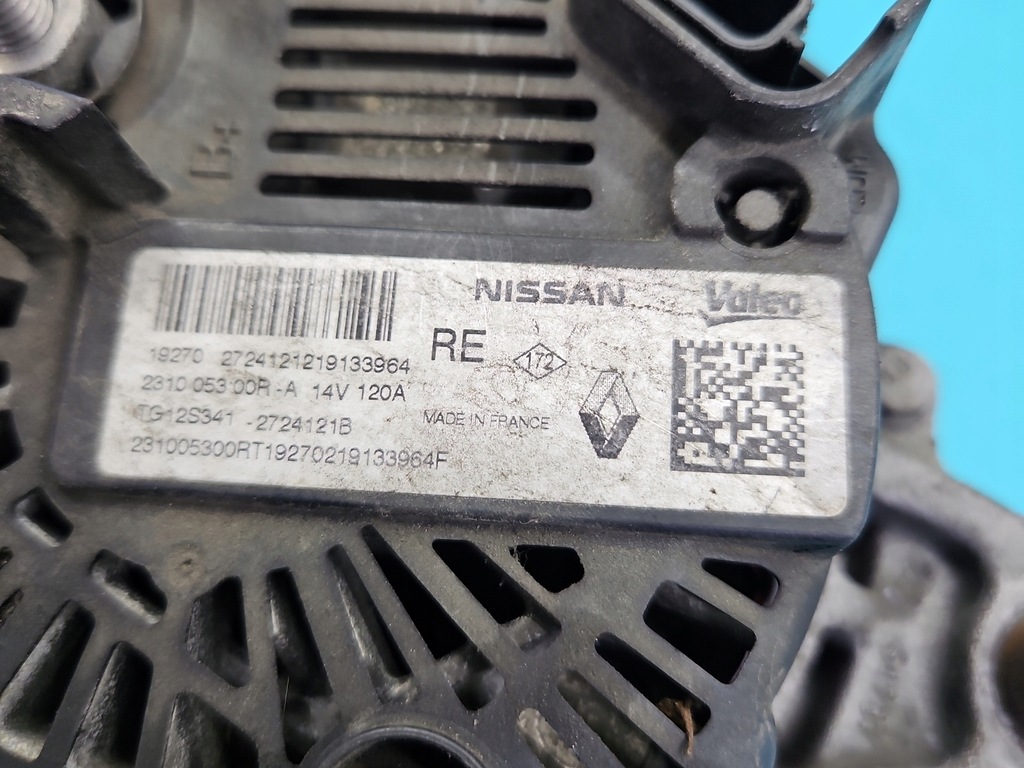 B+
NISSAN Valeo
RE
172
19270 2724121219133964
2310 053 00R -A 14V 120A
TG12S341 -2724121B
MADE IN FRANCE
231005300RT19270219133964F